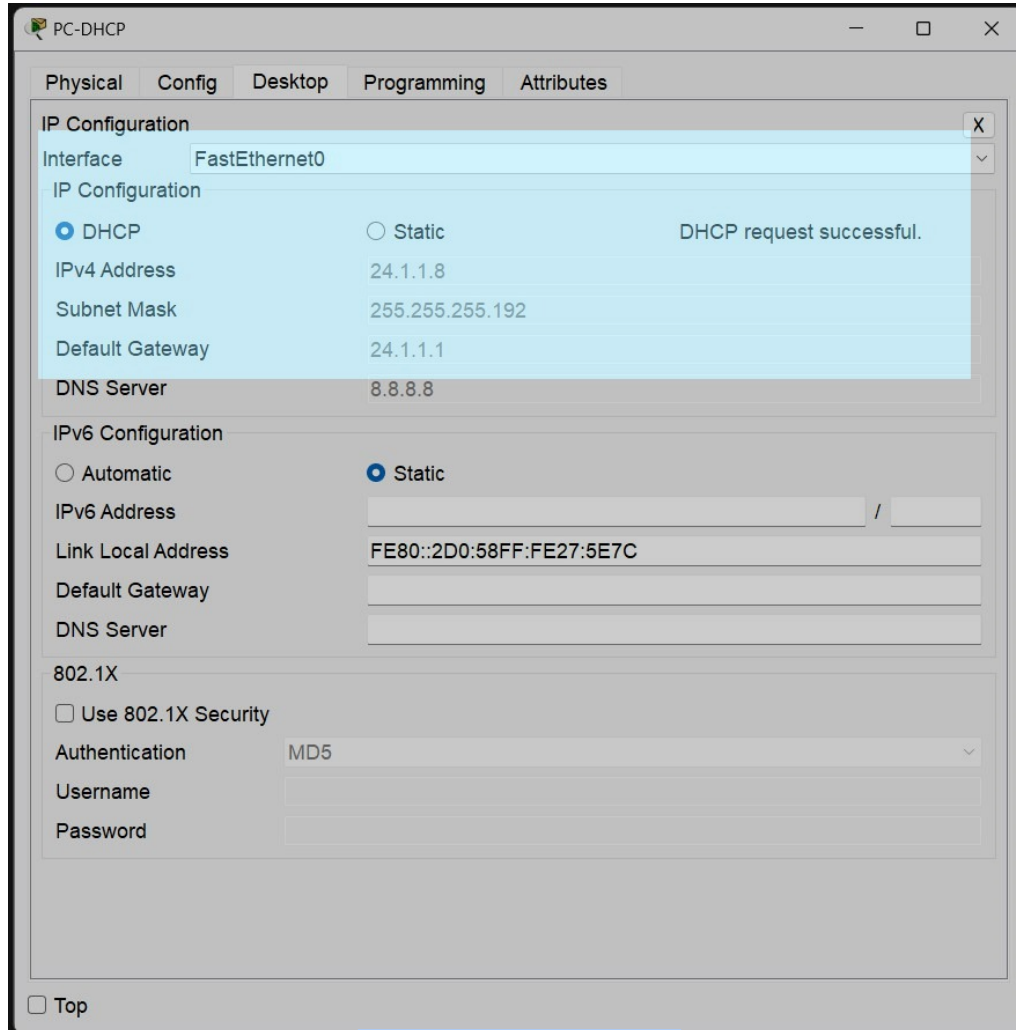 PC-DHCP
Physical Config Desktop Programming Attributes
IP Configuration X
Interface FastEthernet0
IP Configuration
DHCP Static DHCP request successful.
IPv4 Address 24.1.1.8
Subnet Mask 255.255.255.192
Default Gateway 24.1.1.1
DNS Server 8.8.8.8
IPv6 Configuration
Automatic Static
IPv6 Address /
Link Local Address FE80::2D0:58FF:FE27:5E7C
Default Gateway
DNS Server
802.1X
Use 802.1X Security
Authentication MD5
Username
Password
Top